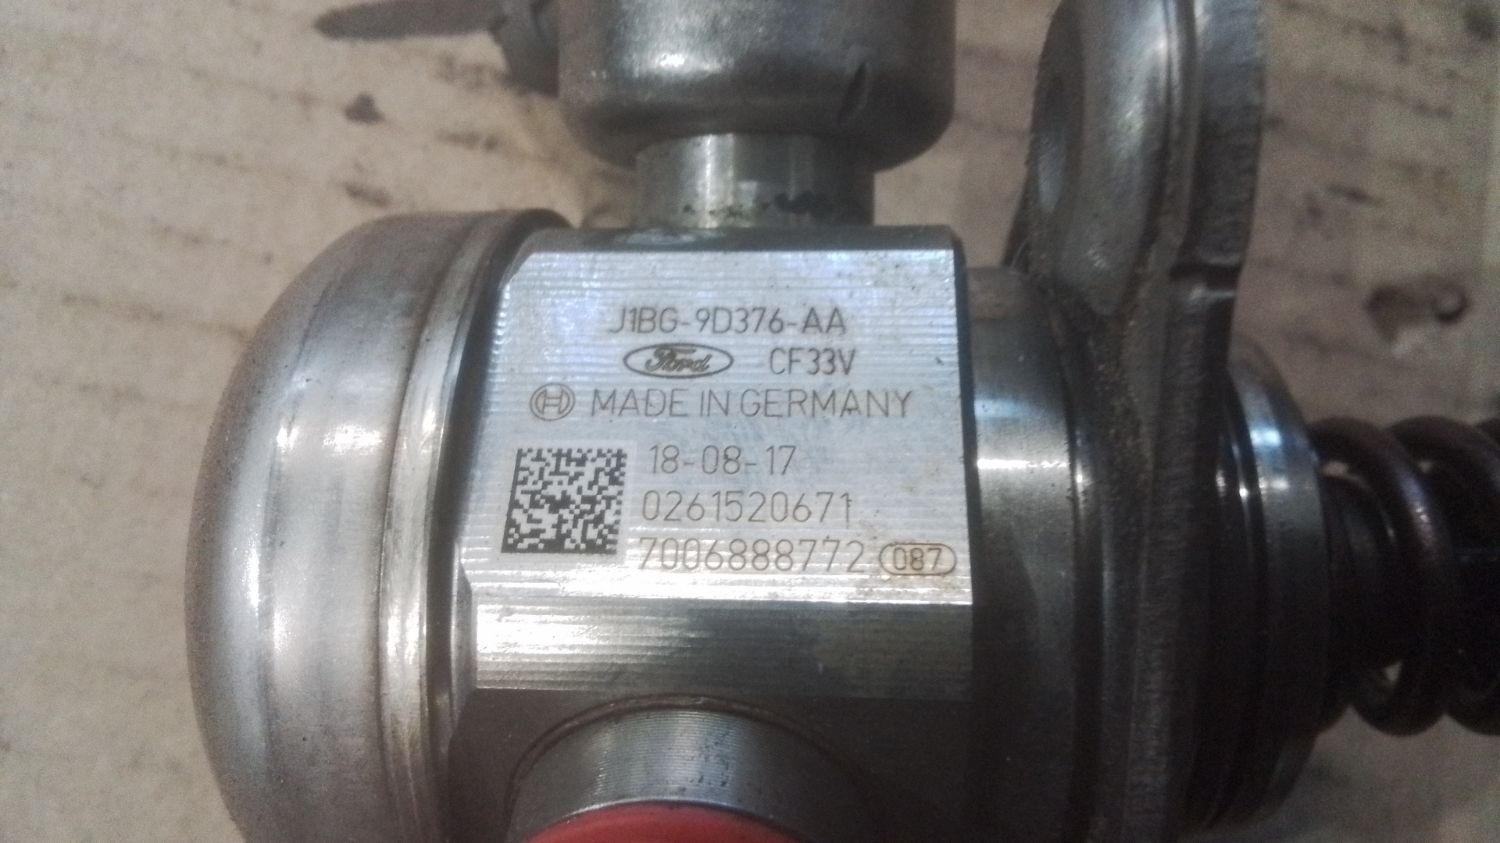 J1BG-9D376-AA
Ford CF33V
H MADE IN GERMANY
18-08-17
0261520671
7006888772 087